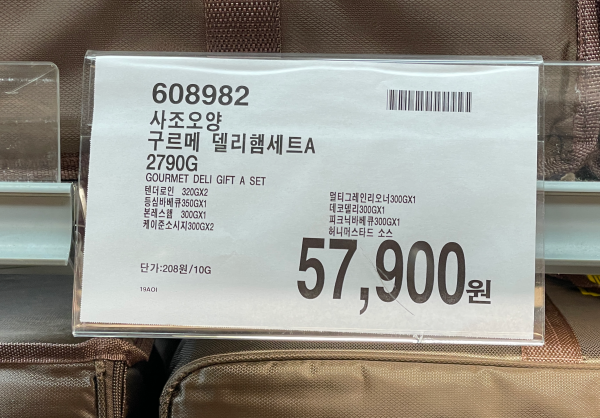 608982
사조오양
구르메 델리햄세트A
2790G
GOURMET DELI GIFT A SET
텐더로인 320GX2
등심바베큐350GX1
본레스햄 300GX1
케이준소시지300GX2
멀티그레인리오너300GX1
데코델리300GX1
피크닉바베큐300GX1
허니머스타드 소스
57,900원
단가:208원/10G
19AOI